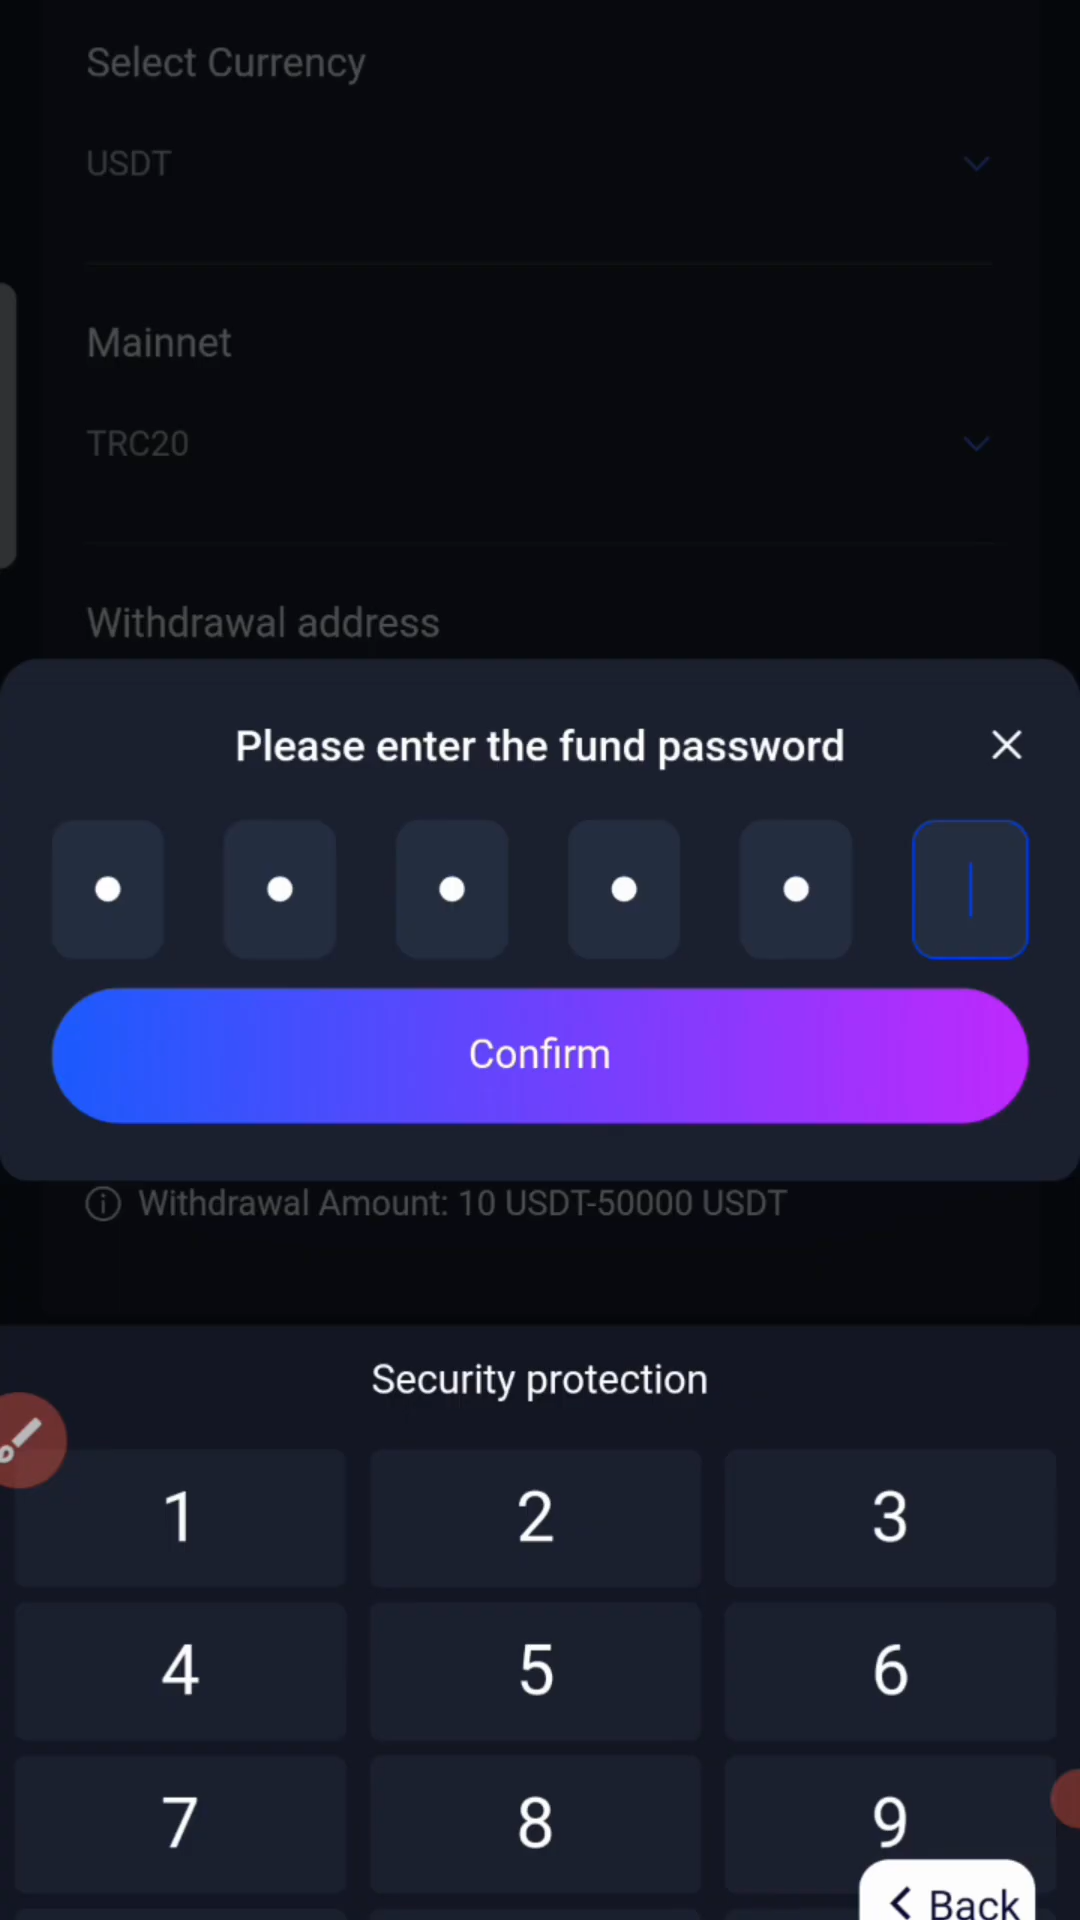 Select Currency
USDT
Mainnet
TRC20
Withdrawal address
Please enter the fund password
Confirm
Withdrawal Amount: 10 USDT-50000 USDT
Security protection
1 2 3
4 5 6
7 8 9
Back